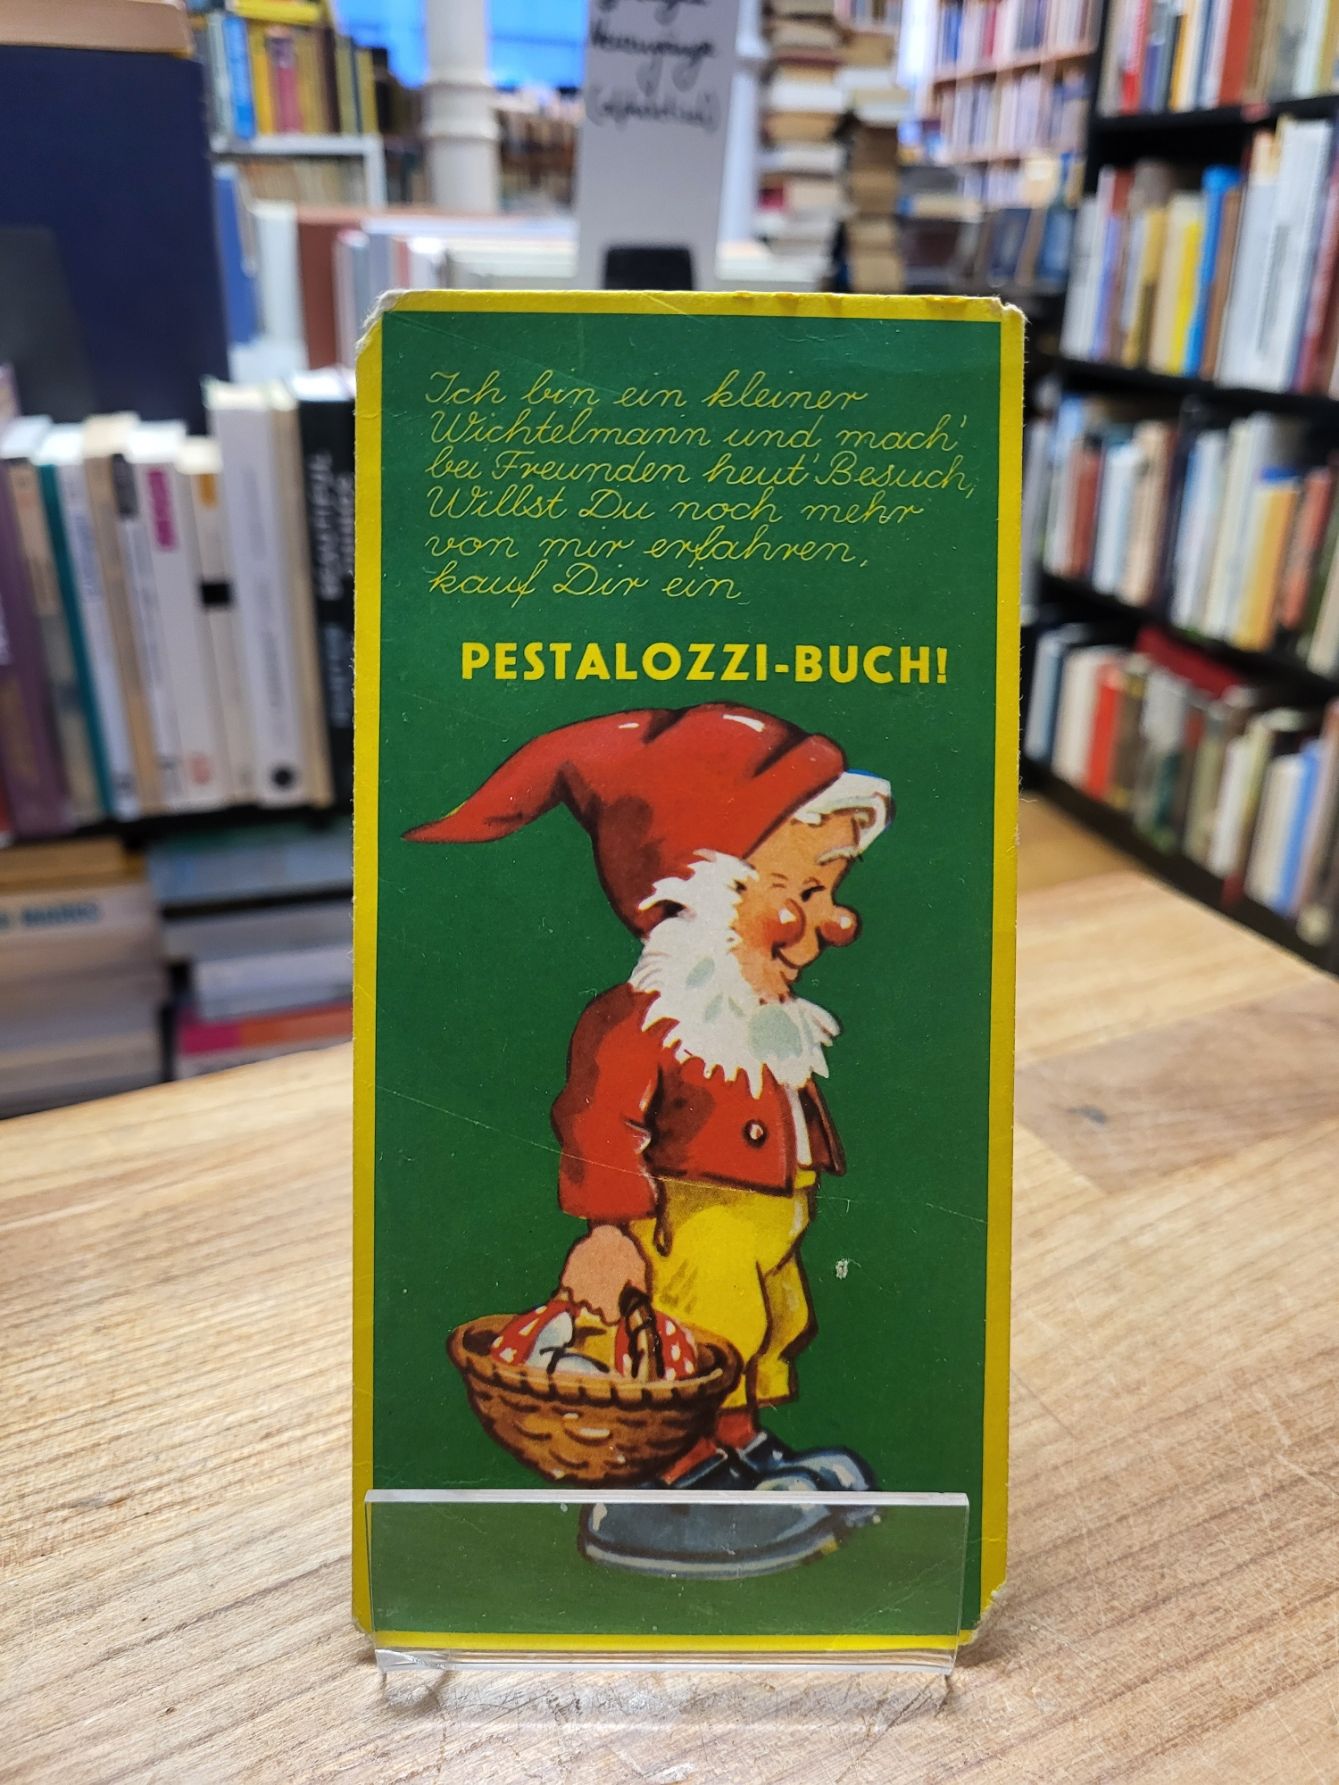 Neuzugänge
Ich bin ein kleiner
Wichtelmann und mach'
bei Freunden heut' Besuch,
Willst Du noch mehr
von mir erfahren,
kauf Dir ein
PESTALOZZI-BUCH!